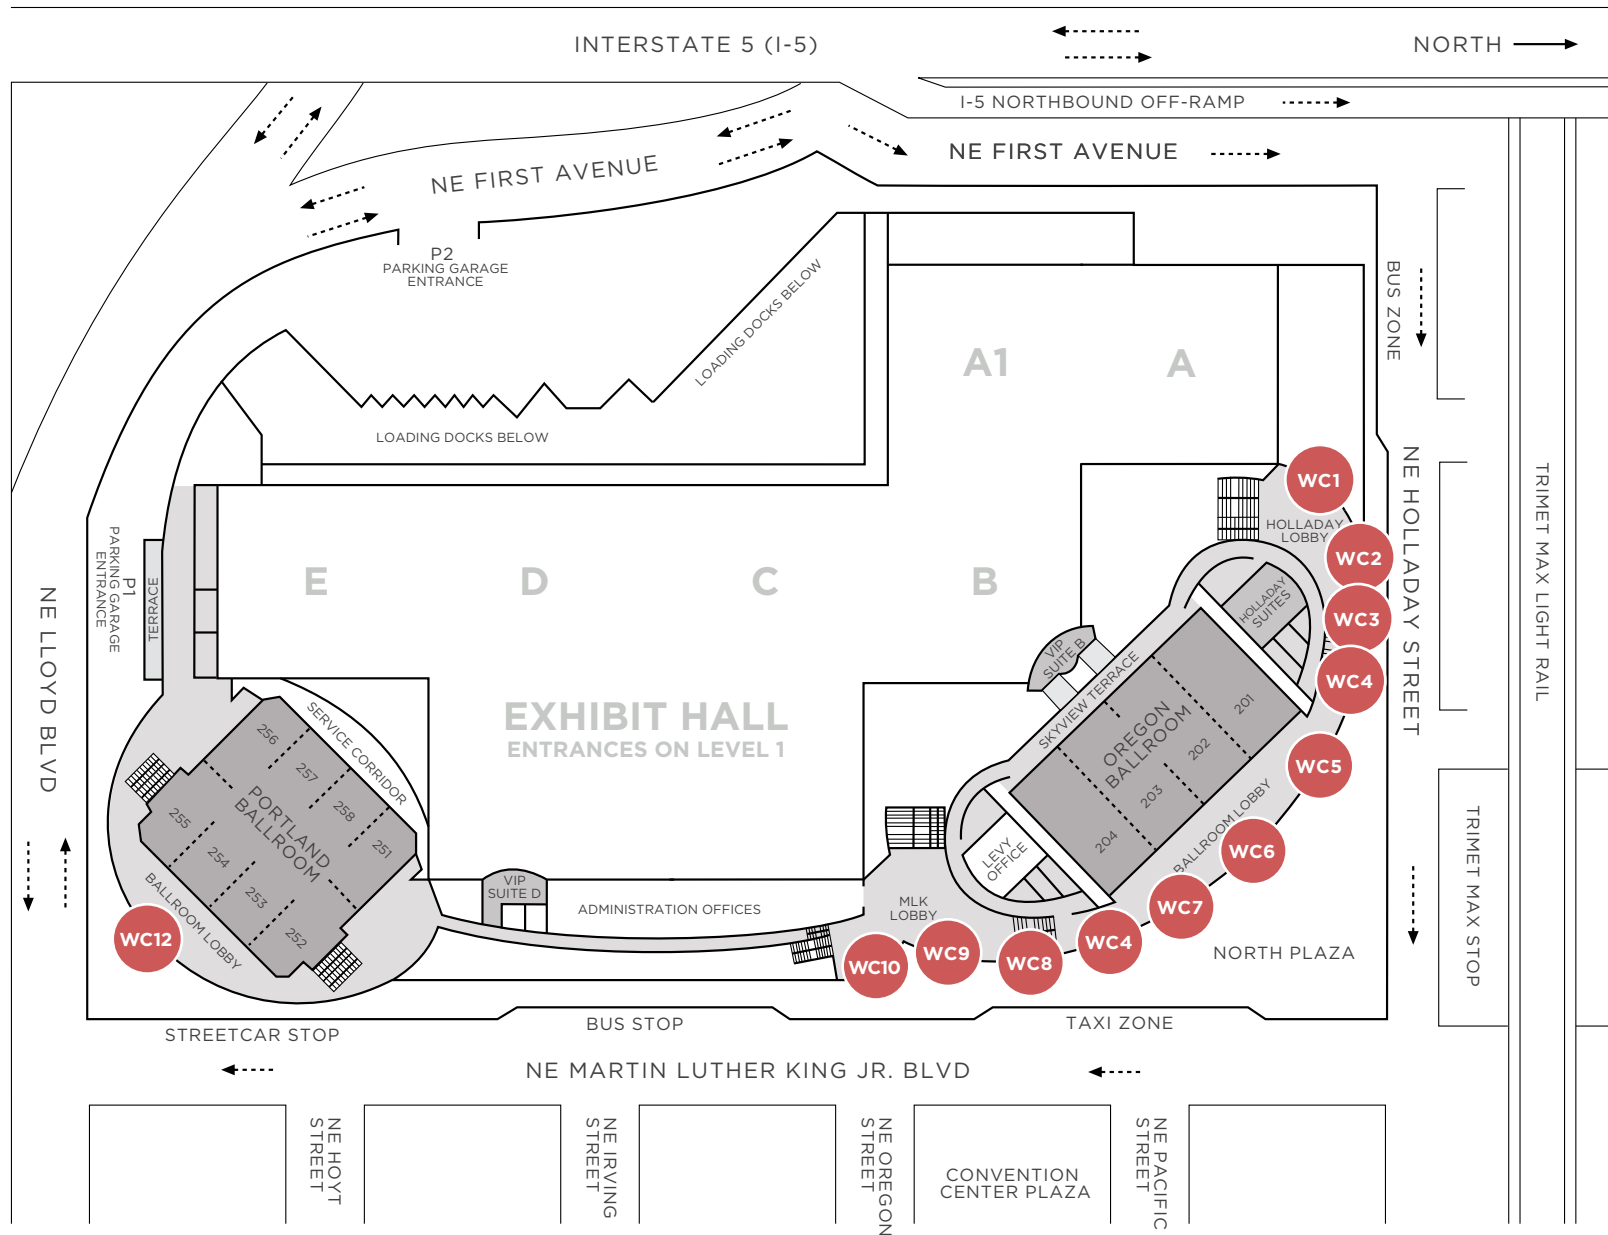 INTERSTATE 5 (I-5)
NORTH
I-5 NORTHBOUND OFF-RAMP
NE FIRST AVENUE
NE FIRST AVENUE
P2
PARKING GARAGE
ENTRANCE
LOADING DOCKS BELOW
LOADING DOCKS BELOW
BUS ZONE
A1
A
WC1
HOLLADAY
LOBBY
WC2
HOLLADAY
SUITES
WC3
WC4
NE HOLLADAY STREET
TRIMET MAX LIGHT RAIL
NE LLOYD BLVD
P1
PARKING GARAGE
ENTRANCE
TERRACE
E
D
C
B
VIP
SUITE B
SKYVIEW TERRACE
OREGON
BALLROOM
201
202
203
204
EXHIBIT HALL
ENTRANCES ON LEVEL 1
WC5
BALLROOM LOBBY
WC6
WC7
WC4
WC8
WC9
WC10
LEVY
OFFICE
MLK
LOBBY
NORTH PLAZA
TRIMET MAX STOP
SERVICE CORRIDOR
PORTLAND
BALLROOM
256
257
258
251
255
254
253
252
BALLROOM LOBBY
WC12
VIP
SUITE D
ADMINISTRATION OFFICES
STREETCAR STOP
BUS STOP
TAXI ZONE
NE MARTIN LUTHER KING JR. BLVD
NE HOYT
STREET
NE IRVING
STREET
NE OREGON
STREET
CONVENTION
CENTER PLAZA
NE PACIFIC
STREET